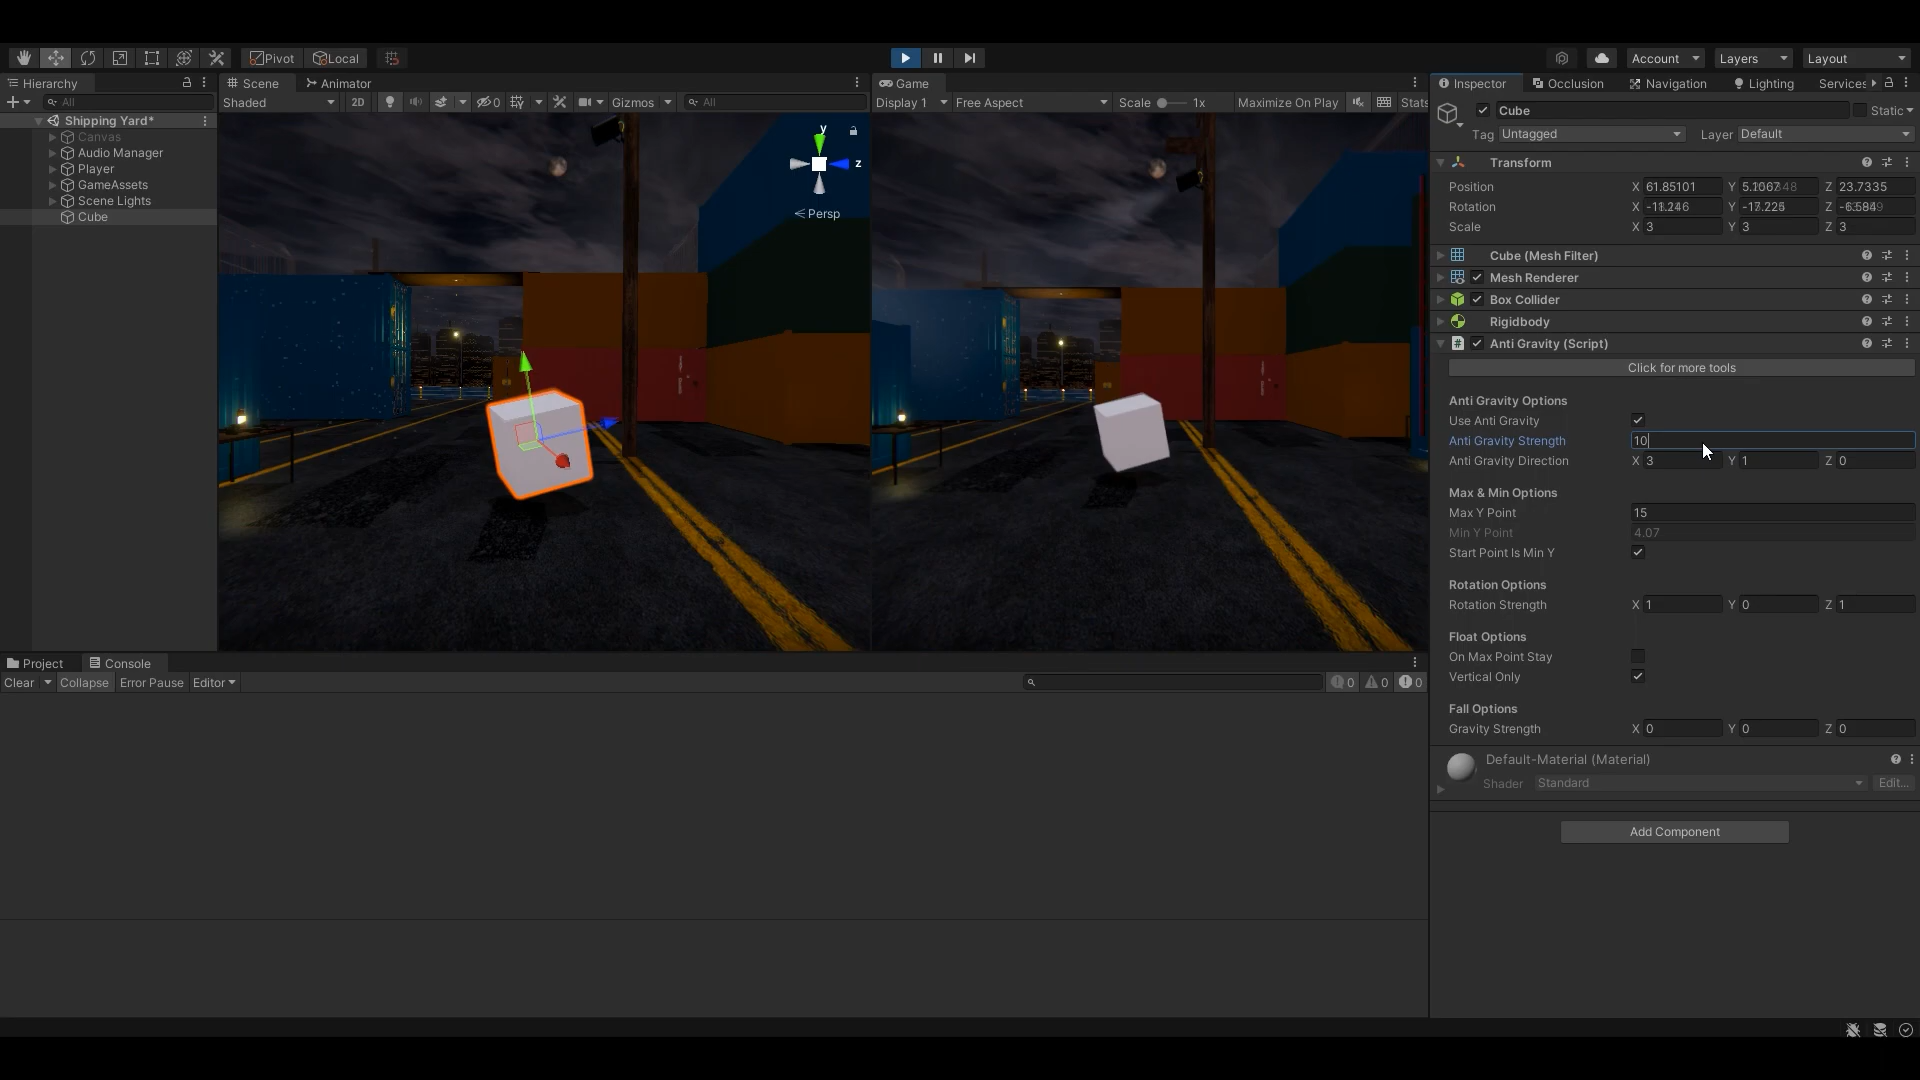 Pivot Local Account Layers Layout
Hierarchy Scene Animator Game Inspector Occlusion Navigation Lighting Services
All Shaded 2D 0 Gizmos All Display 1 Free Aspect Scale 1x Maximize On Play Stats
Shipping Yard*
Canvas
Audio Manager
Player
GameAssets
Scene Lights
Cube
y
z
Persp
Cube Static
Tag Untagged Layer Default
Transform
Position X 61.85101 Y Z 23.7335
Rotation X Y Z
Scale X 3 Y 3 Z 3
Cube (Mesh Filter)
Mesh Renderer
Box Collider
Rigidbody
# Anti Gravity (Script)
Click for more tools
Anti Gravity Options
Use Anti Gravity
Anti Gravity Strength 10
Anti Gravity Direction X 3 Y 1 Z 0
Max & Min Options
Max Y Point 15
Min Y Point 4.07
Start Point Is Min Y
Rotation Options
Rotation Strength X 1 Y 0 Z 1
Float Options
On Max Point Stay
Vertical Only
Fall Options
Gravity Strength X 0 Y 0 Z 0
Default-Material (Material)
Shader Standard Edit...
Add Component
Project Console
Clear Collapse Error Pause Editor 0 0 0